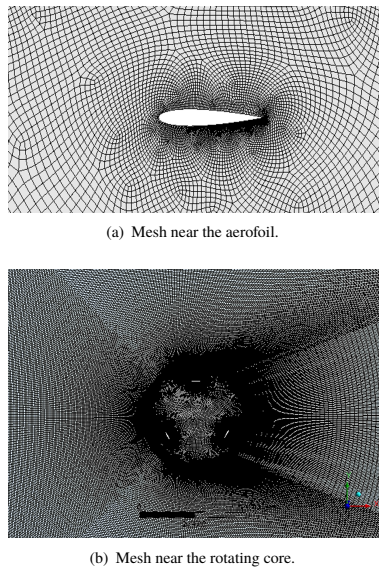 (a) Mesh near the aerofoil.
(b) Mesh near the rotating core.